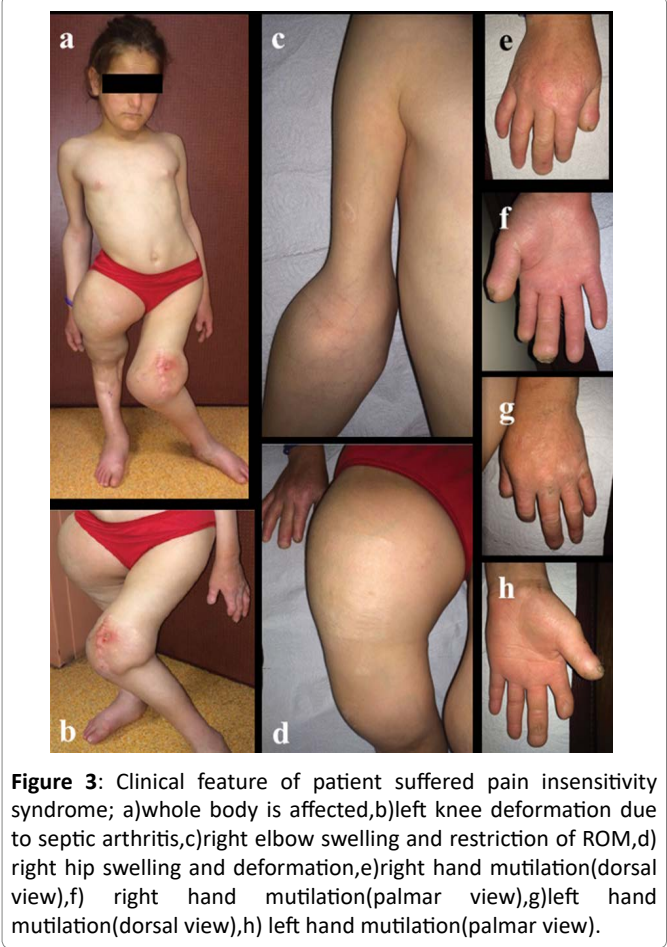 a
c
e
f
g
h
b
d
Figure 3: Clinical feature of patient suffered pain insensitivity
syndrome; a)whole body is affected,b)left knee deformation due
to septic arthritis,c)right elbow swelling and restriction of ROM,d)
right hip swelling and deformation,e)right hand mutilation(dorsal
view),f) right hand mutilation(palmar view),g)left hand
mutilation(dorsal view),h) left hand mutilation(palmar view).